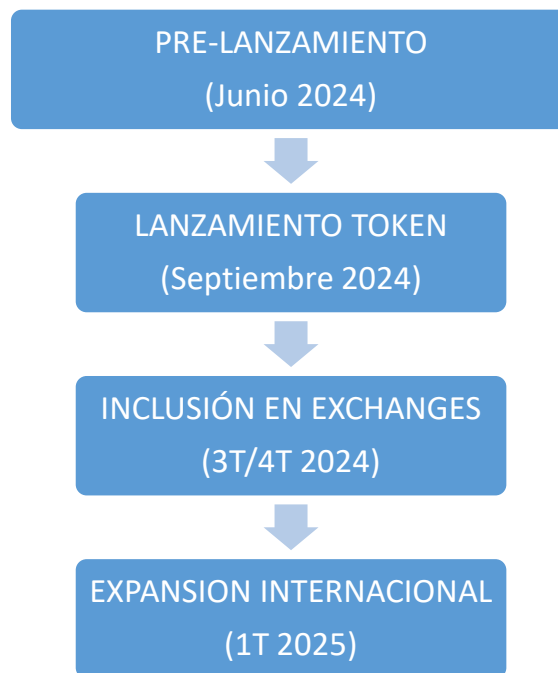 PRE-LANZAMIENTO
(Junio 2024)
LANZAMIENTO TOKEN
(Septiembre 2024)
INCLUSIÓN EN EXCHANGES
(3T/4T 2024)
EXPANSION INTERNACIONAL
(1T 2025)